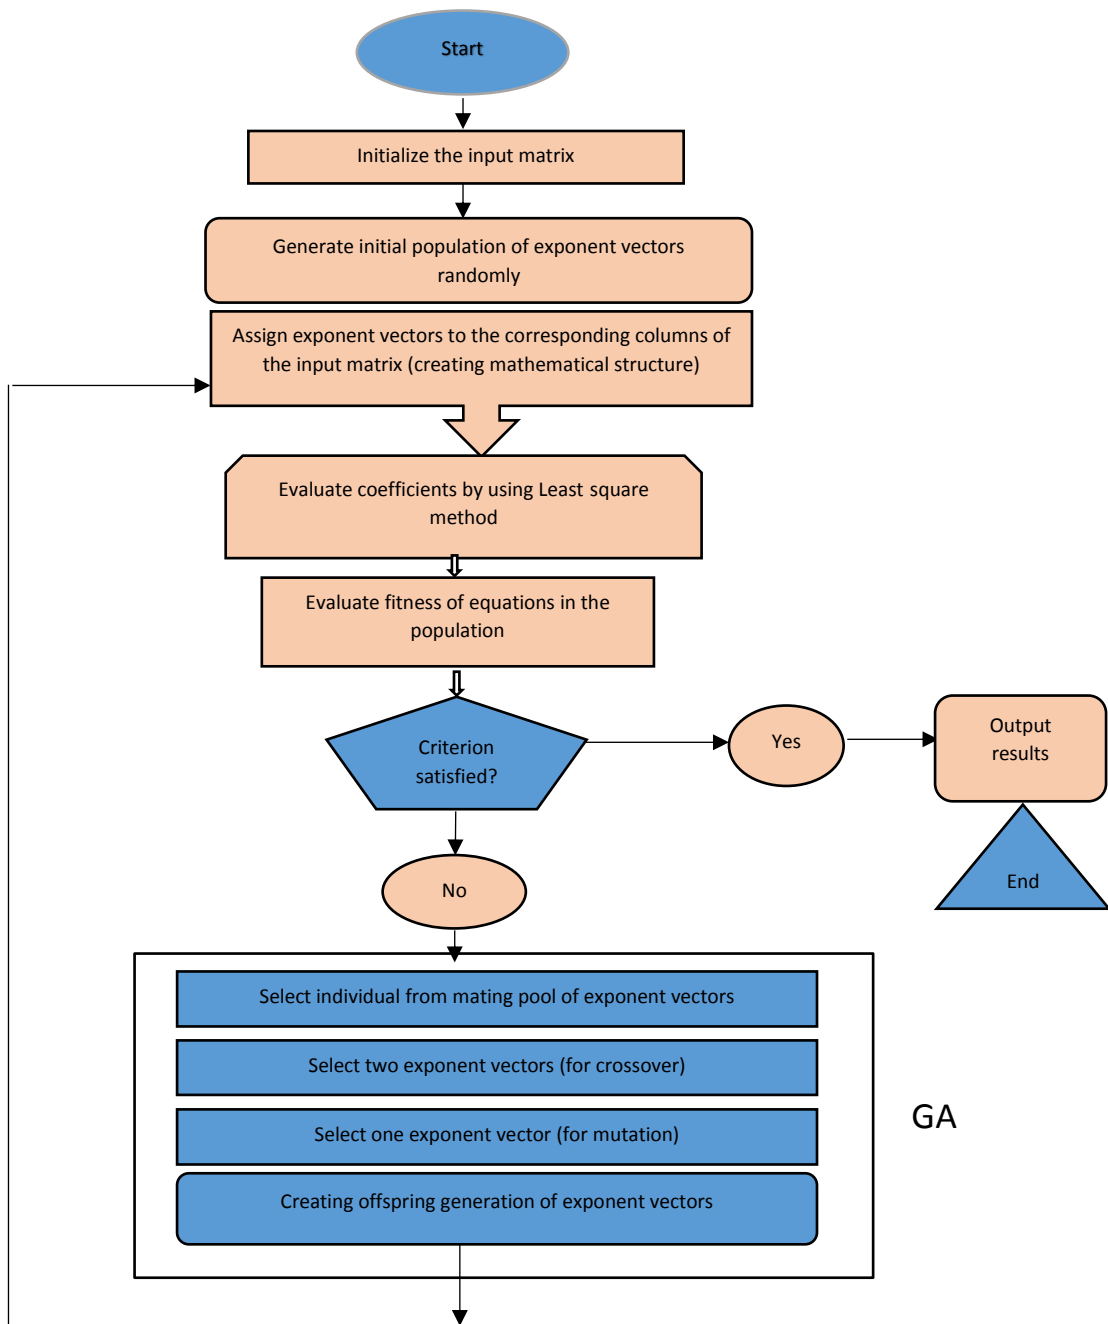 Start
Initialize the input matrix
Generate initial population of exponent vectors
randomly
Assign exponent vectors to the corresponding columns of
the input matrix (creating mathematical structure)
Evaluate coefficients by using Least square
method
Evaluate fitness of equations in the
population
Criterion
satisfied?
Yes
Output
results
End
No
Select individual from mating pool of exponent vectors
Select two exponent vectors (for crossover)
Select one exponent vector (for mutation)
Creating offspring generation of exponent vectors
GA